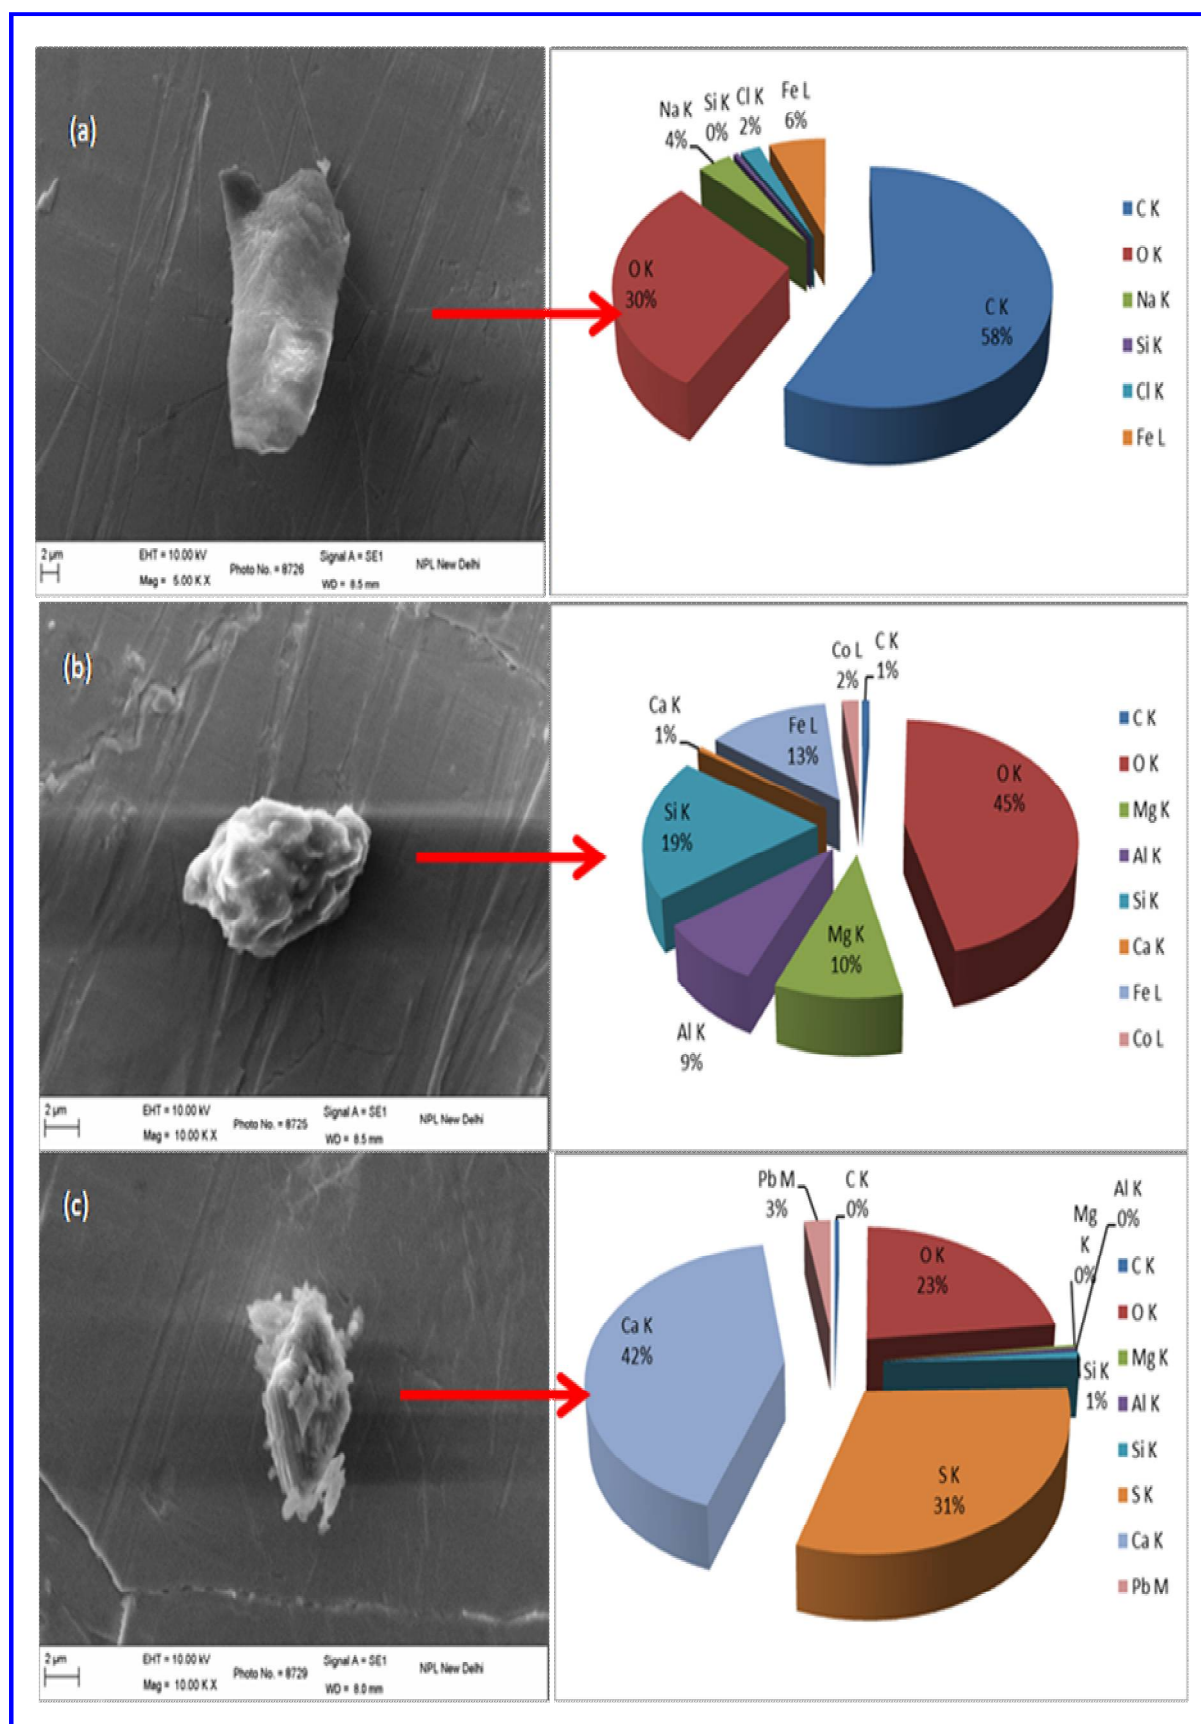 (a)
2 µm
EHT = 10.00 kV
Mag = 5.00 K X
Photo No. = 8726
Signal A = SE1
WD = 8.5 mm
NPL New Delhi
Na K
4%
Si K
0%
Cl K
2%
Fe L
6%
O K
30%
C K
58%
C K
O K
Na K
Si K
Cl K
Fe L
(b)
2 µm
EHT = 10.00 kV
Mag = 10.00 K X
Photo No. = 8725
Signal A = SE1
WD = 8.5 mm
NPL New Delhi
Co L
2%
C K
1%
Ca K
1%
Fe L
13%
O K
45%
Si K
19%
Mg K
10%
Al K
9%
C K
O K
Mg K
Al K
Si K
Ca K
Fe L
Co L
(c)
2 µm
EHT = 10.00 kV
Mag = 10.00 K X
Photo No. = 8729
Signal A = SE1
WD = 8.0 mm
NPL New Delhi
Pb M
3%
C K
0%
Al K
0%
Mg
K
0%
O K
23%
Ca K
42%
Si K
1%
S K
31%
C K
O K
Mg K
Al K
Si K
S K
Ca K
Pb M